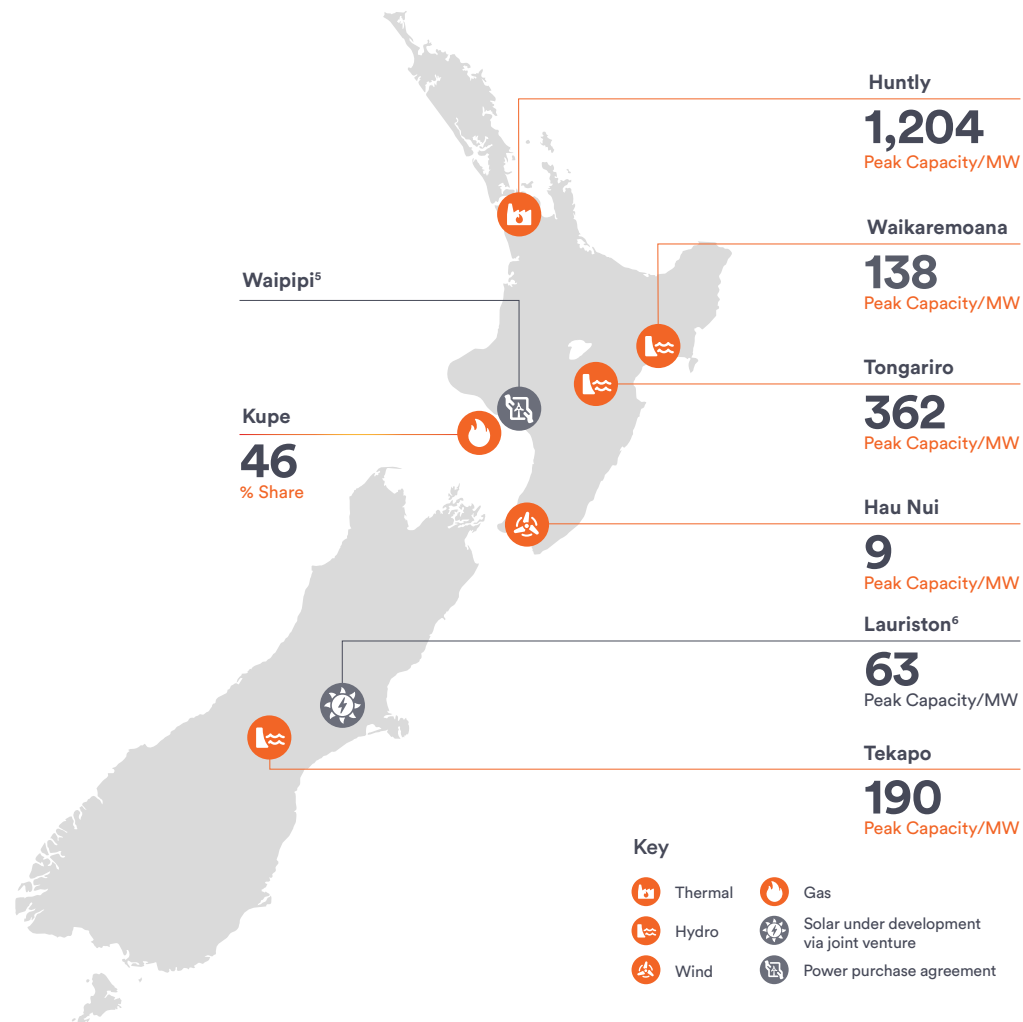 Huntly
1,204
Peak Capacity/MW
Waikaremoana
138
Peak Capacity/MW
Waipipi⁵
Tongariro
362
Peak Capacity/MW
Kupe
46
% Share
Hau Nui
9
Peak Capacity/MW
Lauriston⁶
63
Peak Capacity/MW
Tekapo
190
Peak Capacity/MW
Key
Thermal
Gas
Hydro
Solar under development
via joint venture
Wind
Power purchase agreement